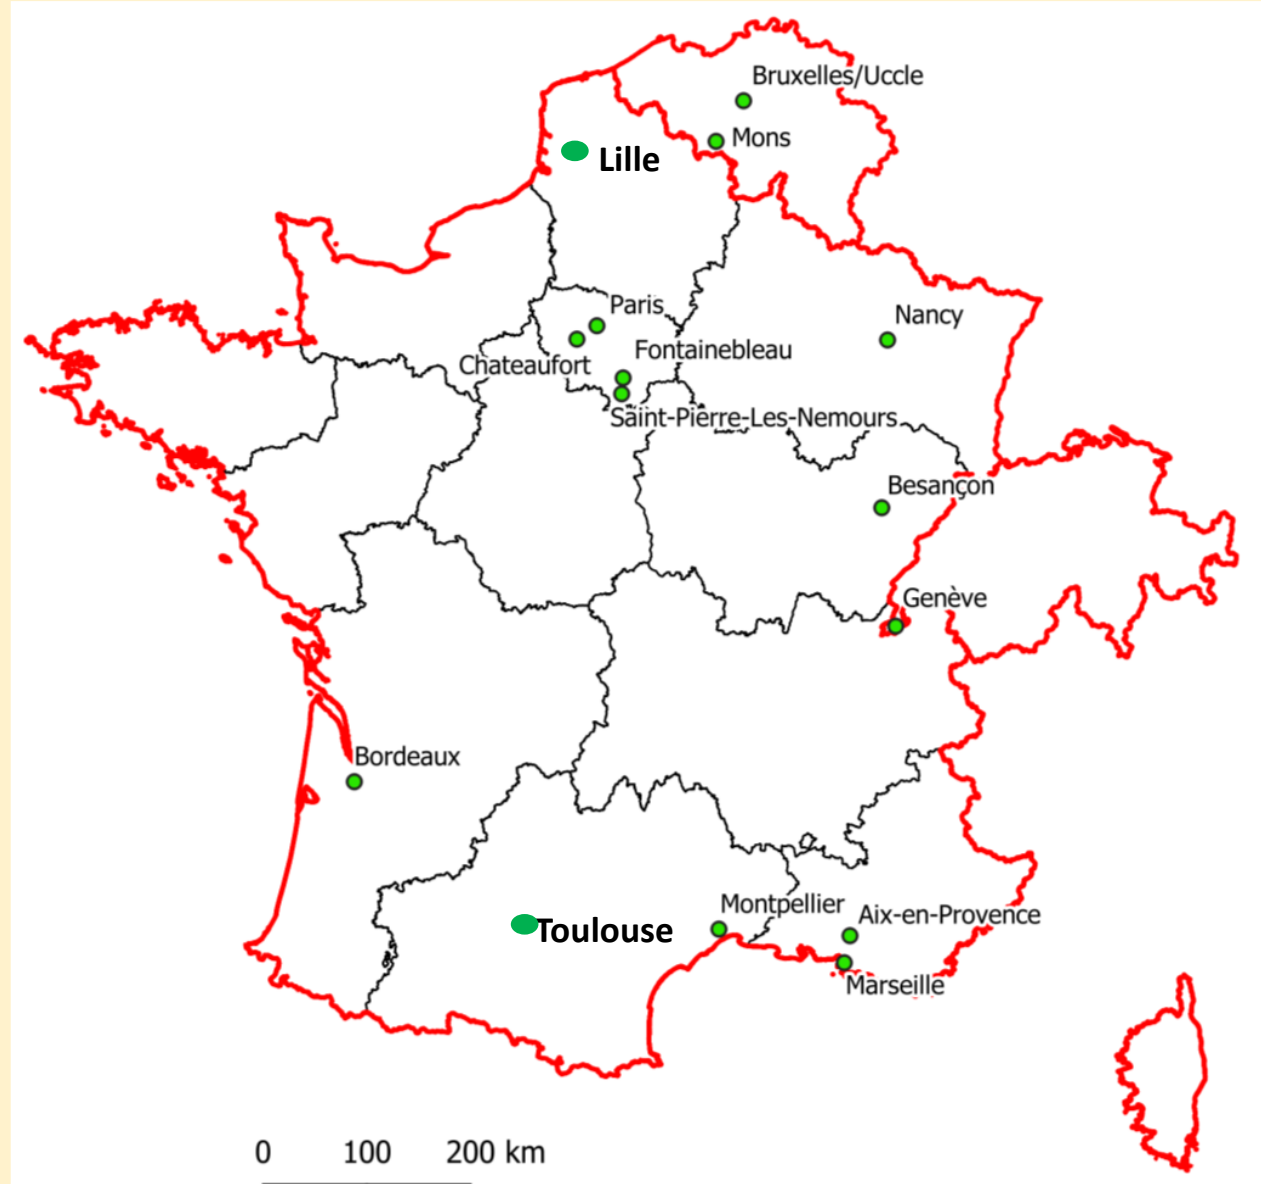 Bruxelles/Uccle
Mons
Lille
Paris
Nancy
Chateaufort
Fontainebleau
Saint-Pierre-Les-Nemours
Besançon
Genève
Bordeaux
Montpellier
Aix-en-Provence
Toulouse
Marseille
0 100 200 km